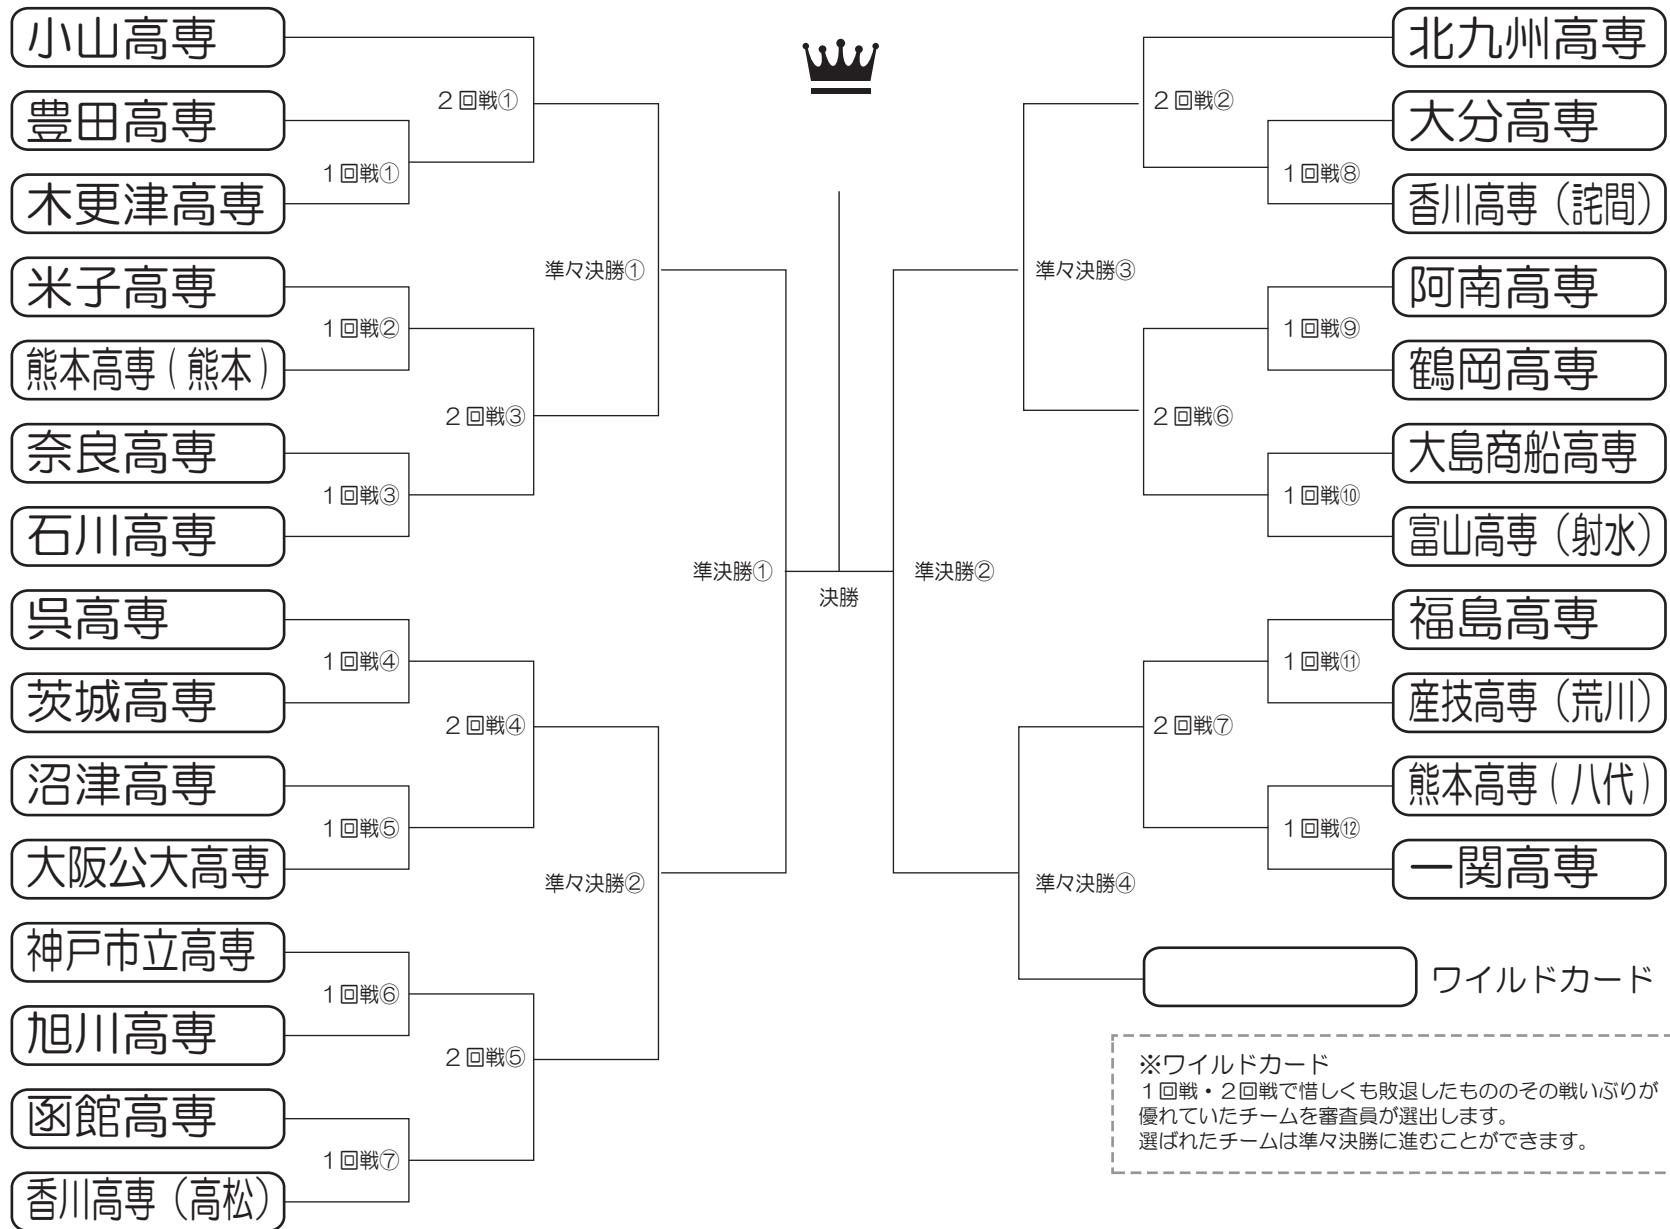 小山高専
豊田高専
木更津高専
米子高専
熊本高専（熊本）
奈良高専
石川高専
呉高専
茨城高専
沼津高専
大阪公大高専
神戸市立高専
旭川高専
函館高専
香川高専（高松）
1回戦①
1回戦②
1回戦③
1回戦④
1回戦⑤
1回戦⑥
1回戦⑦
2回戦①
2回戦③
2回戦④
2回戦⑤
準々決勝①
準々決勝②
準決勝①
決勝
準決勝②
準々決勝③
準々決勝④
2回戦②
2回戦⑥
2回戦⑦
1回戦⑧
1回戦⑨
1回戦⑩
1回戦⑪
1回戦⑫
北九州高専
大分高専
香川高専（詫間）
阿南高専
鶴岡高専
大島商船高専
富山高専（射水）
福島高専
産技高専（荒川）
熊本高専（八代）
一関高専
ワイルドカード
※ワイルドカード
1回戦・2回戦で惜しくも敗退したもののその戦いぶりが
優れていたチームを審査員が選出します。
選ばれたチームは準々決勝に進むことができます。